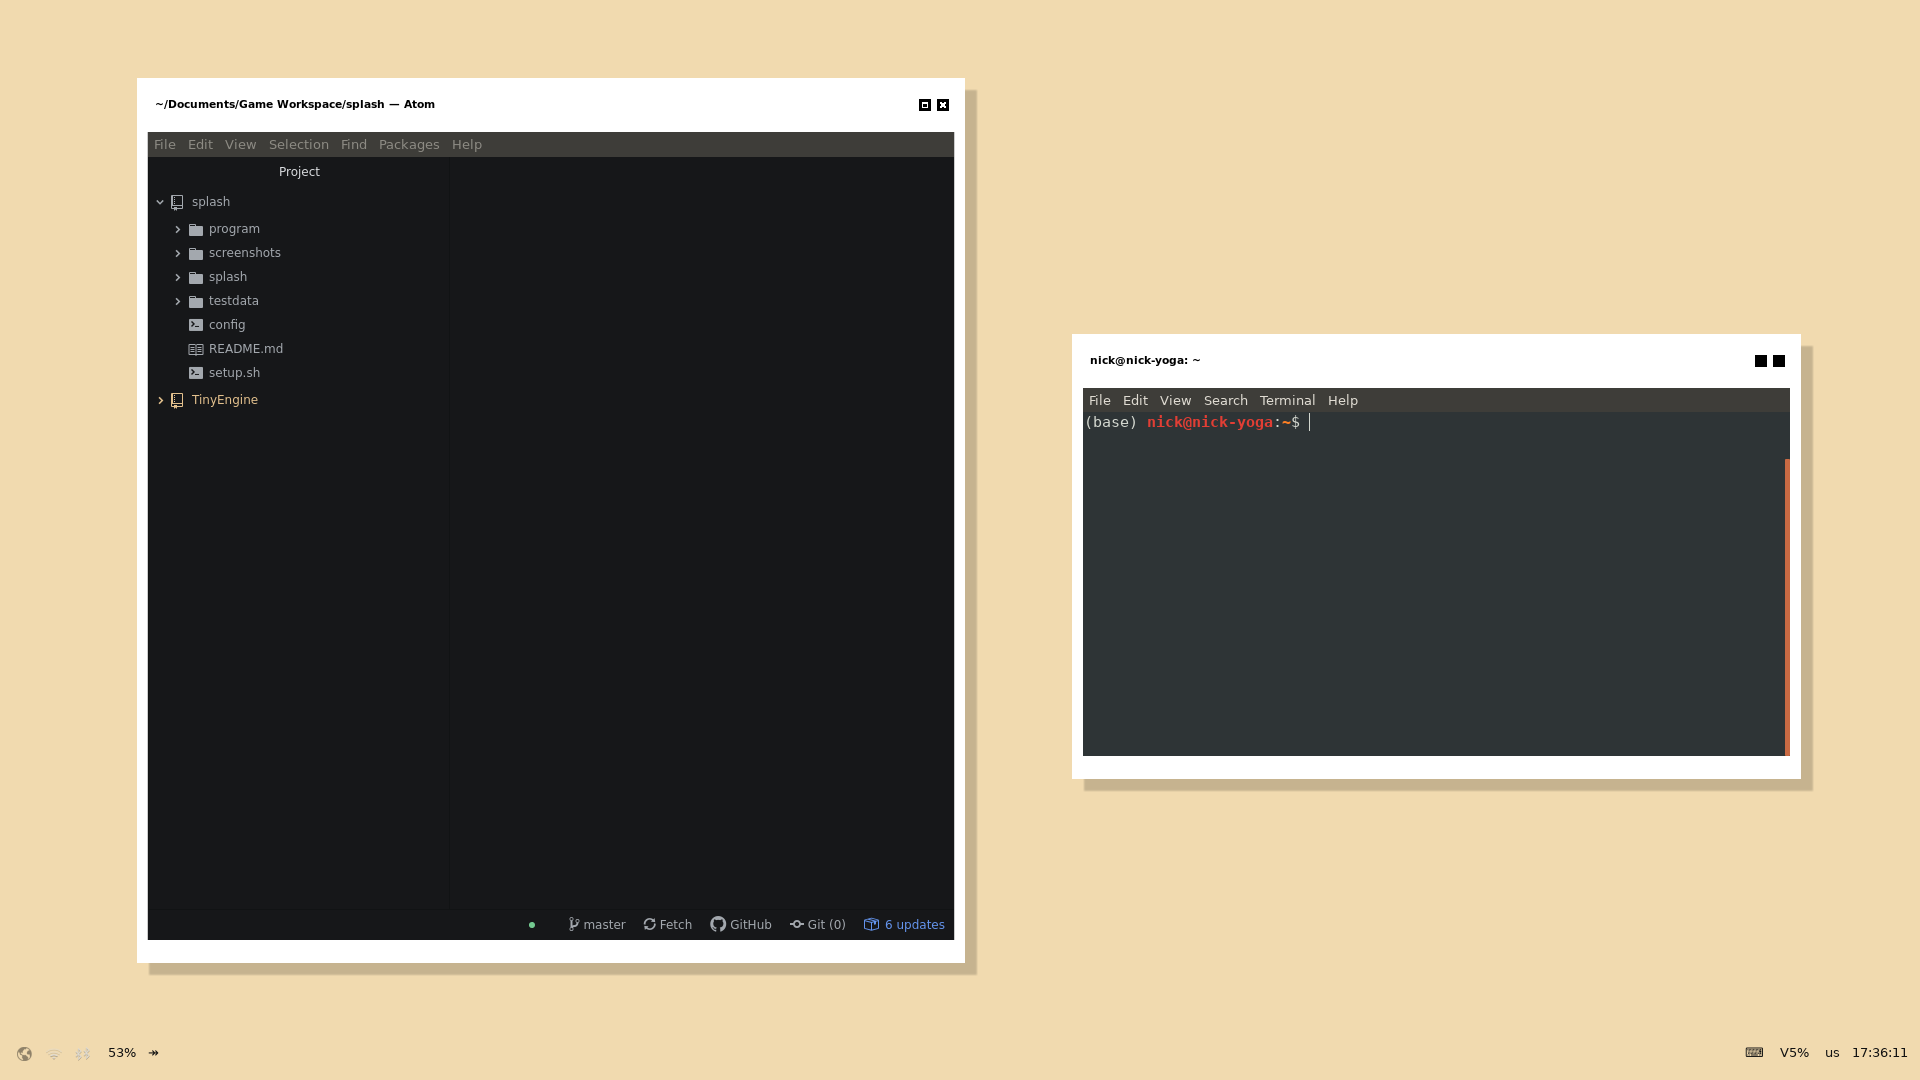 ~/Documents/Game Workspace/splash — Atom
File Edit View Selection Find Packages Help
Project
splash
program
screenshots
splash
testdata
config
README.md
setup.sh
TinyEngine
master Fetch GitHub Git (0) 6 updates
nick@nick-yoga: ~
File Edit View Search Terminal Help
(base) nick@nick-yoga:~$
53% ↠
V5% us 17:36:11